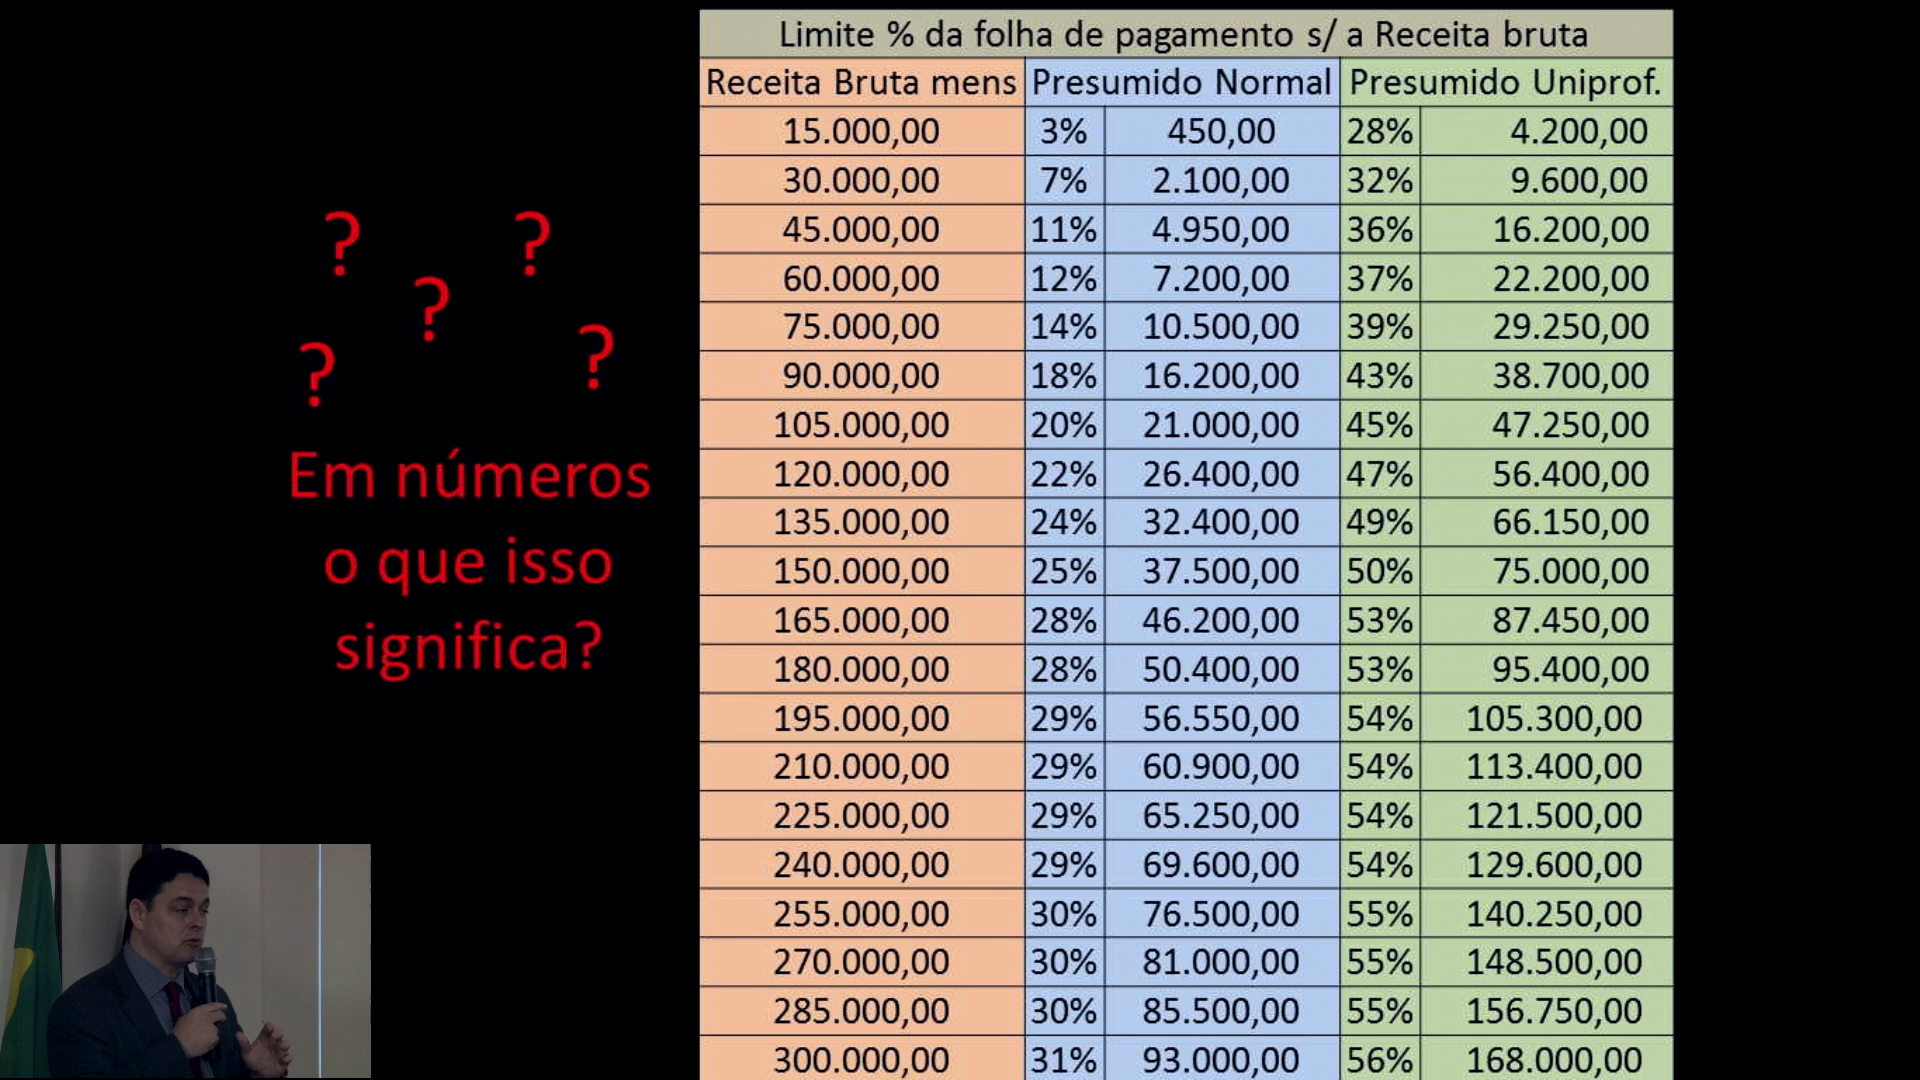 ? ?
?
? ?
Em números
o que isso
significa?
Limite % da folha de pagamento s/ a Receita bruta
Receita Bruta mens Presumido Normal Presumido Uniprof.
15.000,00 3% 450,00 28% 4.200,00
30.000,00 7% 2.100,00 32% 9.600,00
45.000,00 11% 4.950,00 36% 16.200,00
60.000,00 12% 7.200,00 37% 22.200,00
75.000,00 14% 10.500,00 39% 29.250,00
90.000,00 18% 16.200,00 43% 38.700,00
105.000,00 20% 21.000,00 45% 47.250,00
120.000,00 22% 26.400,00 47% 56.400,00
135.000,00 24% 32.400,00 49% 66.150,00
150.000,00 25% 37.500,00 50% 75.000,00
165.000,00 28% 46.200,00 53% 87.450,00
180.000,00 28% 50.400,00 53% 95.400,00
195.000,00 29% 56.550,00 54% 105.300,00
210.000,00 29% 60.900,00 54% 113.400,00
225.000,00 29% 65.250,00 54% 121.500,00
240.000,00 29% 69.600,00 54% 129.600,00
255.000,00 30% 76.500,00 55% 140.250,00
270.000,00 30% 81.000,00 55% 148.500,00
285.000,00 30% 85.500,00 55% 156.750,00
300.000,00 31% 93.000,00 56% 168.000,00